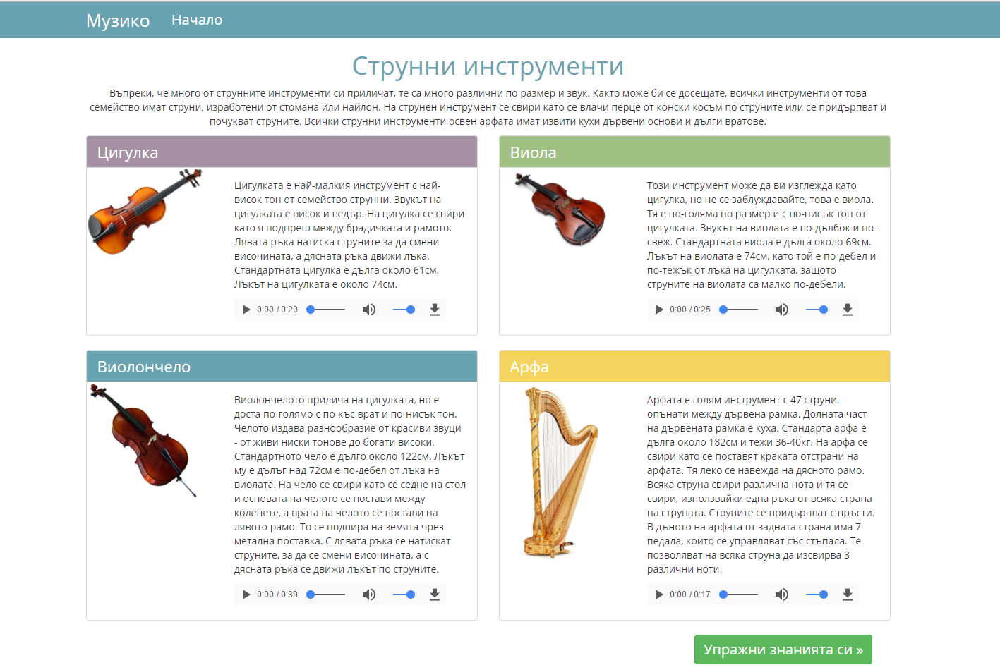 Музико
Начало
Струнни инструменти
Въпреки, че много от струнните инструменти си приличат, те са много различни по размер и звук. Както може би се досещате, всички инструменти от това
семейство имат струни, изработени от стомана или найлон. На струнен инструмент се свири като се влачи перце от конски косъм по струните или се придърпват и
почукват струните. Всички струнни инструменти освен арфата имат извити кухи дървени основи и дълги вратове.
Цигулка
Цигулката е най-малкия инструмент с най-
висок тон от семейство струнни. Звукът на
цигулката е висок и ведър. На цигулка се свири
като я подпреш между брадичката и рамото.
Лявата ръка натиска струните за да смени
височината, а дясната ръка движи лъка.
Стандартната цигулка е дълга около 61см.
Лъкът на цигулката е около 74см.
0:00 / 0:20
Виола
Този инструмент може да ви изглежда като
цигулка, но не се заблуждавайте, това е виола.
Тя е по-голяма по размер и с по-нисък тон от
цигулката. Звукът на виолата е по-дълбок и по-
свеж. Стандартната виола е дълга около 69см.
Лъкът на виолата е 74см, като той е по-дебел и
по-тежък от лъка на цигулката, защото
струните на виолата са малко по-дебели.
0:00 / 0:25
Виолончело
Виолончелото прилича на цигулката, но е
доста по-голямо с по-къс врат и по-нисък тон.
Челото издава разнообразие от красиви звуци
- от живи ниски тонове до богати високи.
Стандартното чело е дълго около 122см. Лъкът
му е дълъг над 72см е по-дебел от лъка на
виолата. На чело се свири като се седне на стол
и основата на челото се постави между
коленете, а врата на челото се постави на
лявото рамо. То се подпира на земята чрез
метална поставка. С лявата ръка се натискат
струните, за да се смени височината, а с
дясната ръка се движи лъкът по струните.
0:00 / 0:39
Арфа
Арфата е голям инструмент с 47 струни,
опънати между дървена рамка. Долната част
на дървената рамка е куха. Стандарта арфа е
дълга около 182см и тежи 36-40кг. На арфа се
свири като се поставят краката отстрани на
арфата. Тя леко се навежда на дясното рамо.
Всяка струна свири различна нота и тя се
свири, използвайки една ръка от всяка страна
на струната. Струните се придърпват с пръсти.
В дъното на арфата от задната страна има 7
педала, които се управляват със стъпала. Те
позволяват на всяка струна да изсвирва 3
различни ноти.
0:00 / 0:17
Упражни знанията си »